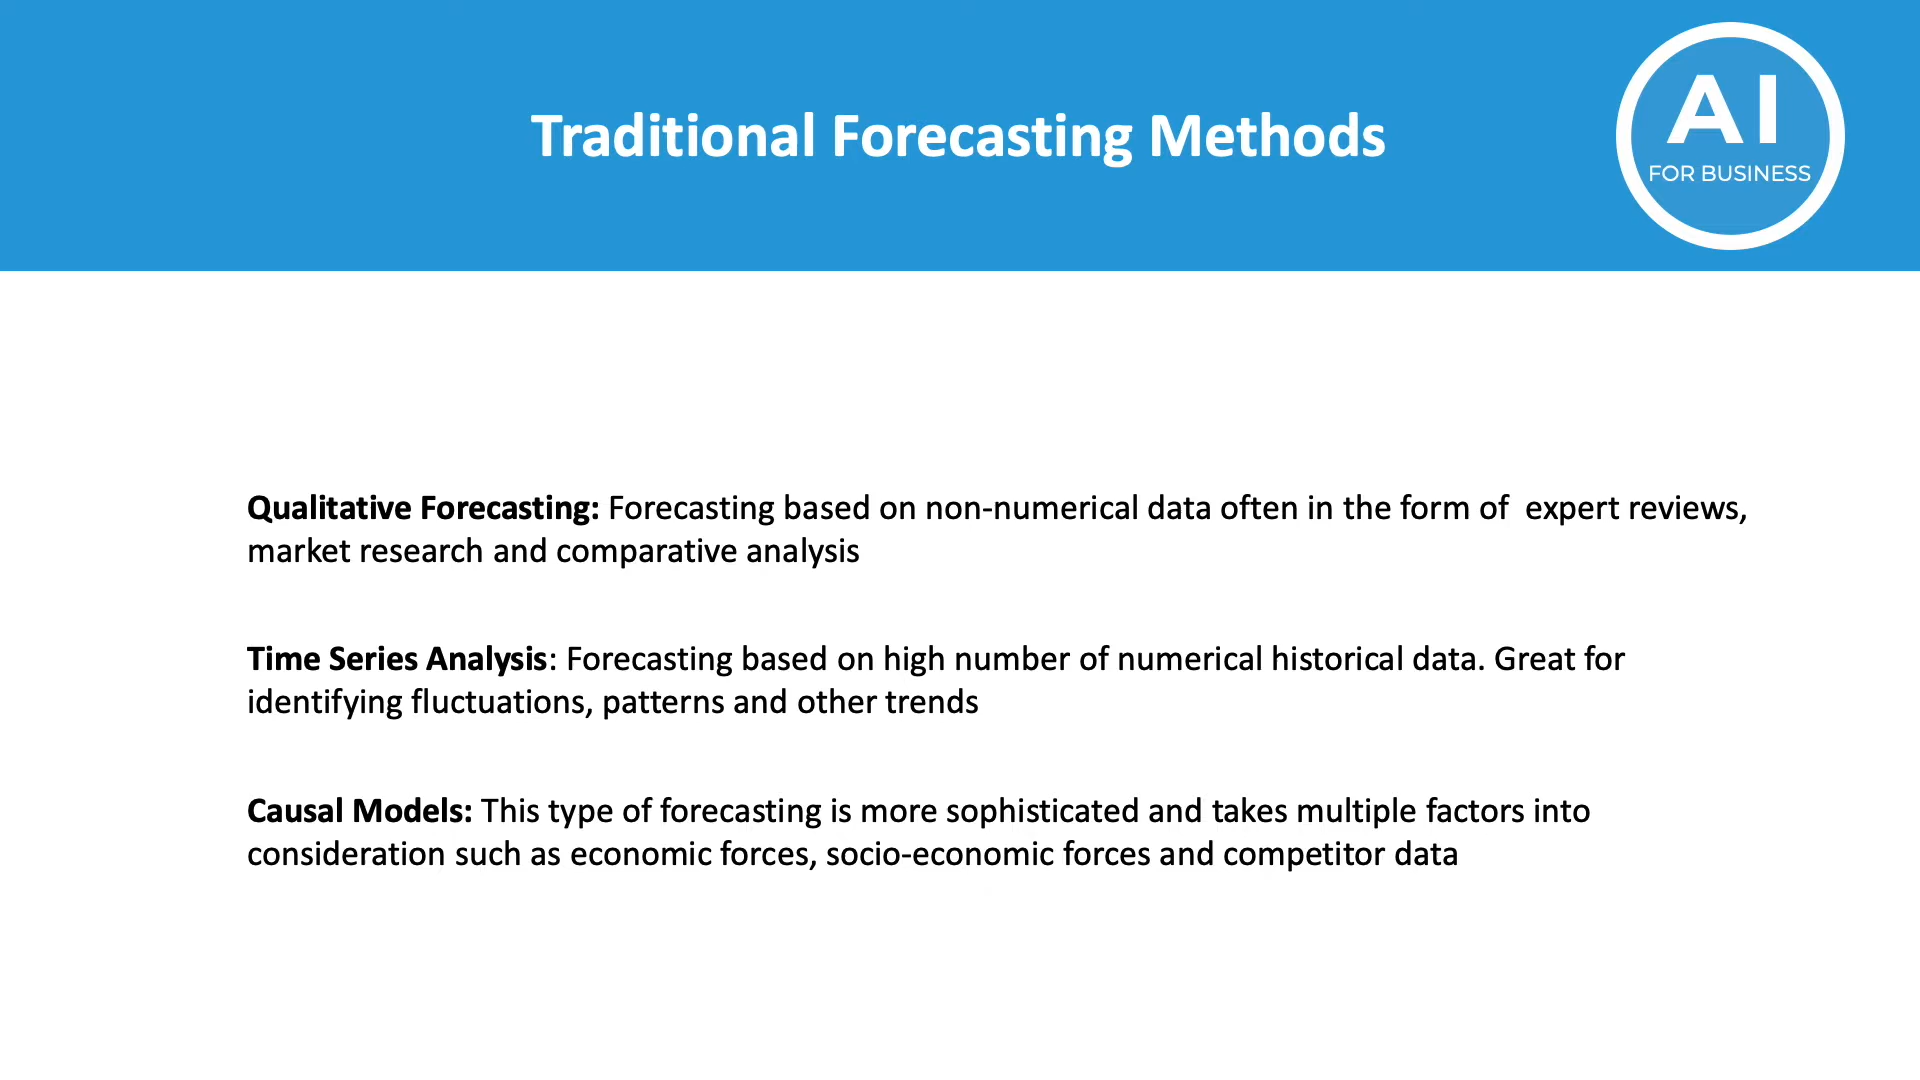 Traditional Forecasting Methods
AI
FOR BUSINESS
Qualitative Forecasting: Forecasting based on non-numerical data often in the form of  expert reviews,
market research and comparative analysis
Time Series Analysis: Forecasting based on high number of numerical historical data. Great for
identifying fluctuations, patterns and other trends
Causal Models: This type of forecasting is more sophisticated and takes multiple factors into
consideration such as economic forces, socio-economic forces and competitor data